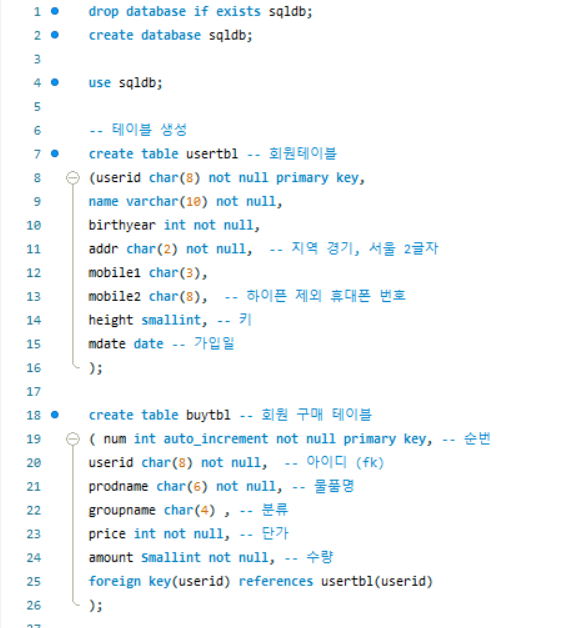 1 drop database if exists sqldb;
2 create database sqldb;
3
4 use sqldb;
5
6 -- 테이블 생성
7 create table usertbl -- 회원테이블
8 (userid char(8) not null primary key,
9 name varchar(10) not null,
10 birthyear int not null,
11 addr char(2) not null,  -- 지역 경기, 서울 2글자
12 mobile1 char(3),
13 mobile2 char(8),  -- 하이픈 제외 휴대폰 번호
14 height smallint, -- 키
15 mdate date -- 가입일
16 );
17
18 create table buytbl -- 회원 구매 테이블
19 ( num int auto_increment not null primary key, -- 순번
20 userid char(8) not null,  -- 아이디 (fk)
21 prodname char(6) not null, -- 물품명
22 groupname char(4) , -- 분류
23 price int not null, -- 단가
24 amount Smallint not null, -- 수량
25 foreign key(userid) references usertbl(userid)
26 );
27